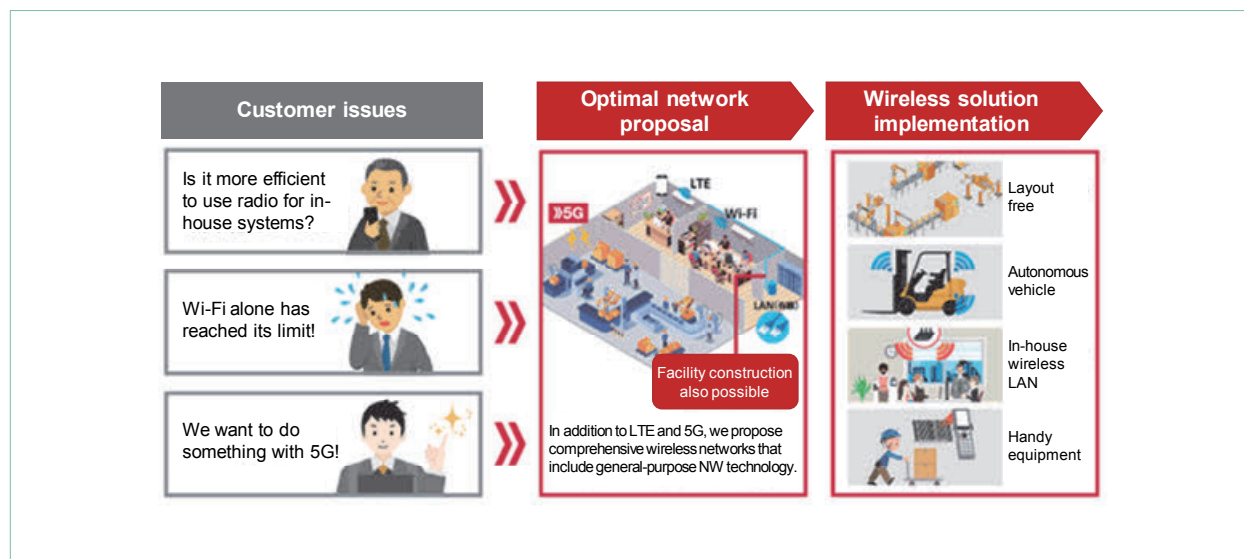 Customer issues
Optimal network
proposal
Wireless solution
implementation
Is it more efficient
to use radio for in-
house systems?
Wi-Fi alone has
reached its limit!
We want to do
something with 5G!
LTE
Wi-Fi
5G
Facility construction
also possible
In addition to LTE and 5G, we propose
comprehensive wireless networks that
include general-purpose NW technology.
Layout
free
Autonomous
vehicle
In-house
wireless
LAN
Handy
equipment